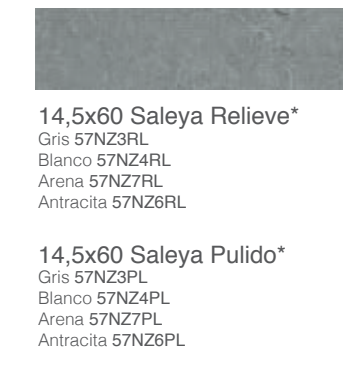 14,5x60 Saleya Relieve*
Gris 57NZ3RL
Blanco 57NZ4RL
Arena 57NZ7RL
Antracita 57NZ6RL
14,5x60 Saleya Pulido*
Gris 57NZ3PL
Blanco 57NZ4PL
Arena 57NZ7PL
Antracita 57NZ6PL